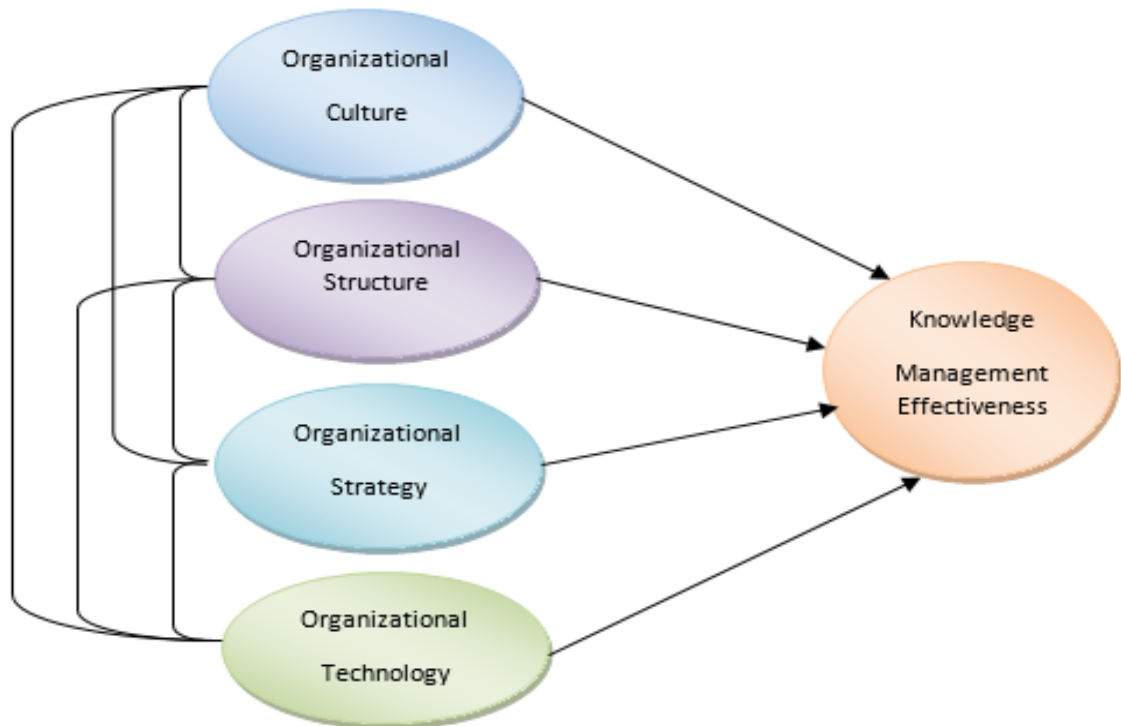 Organizational
Culture
Organizational
Structure
Organizational
Strategy
Organizational
Technology
Knowledge
Management
Effectiveness